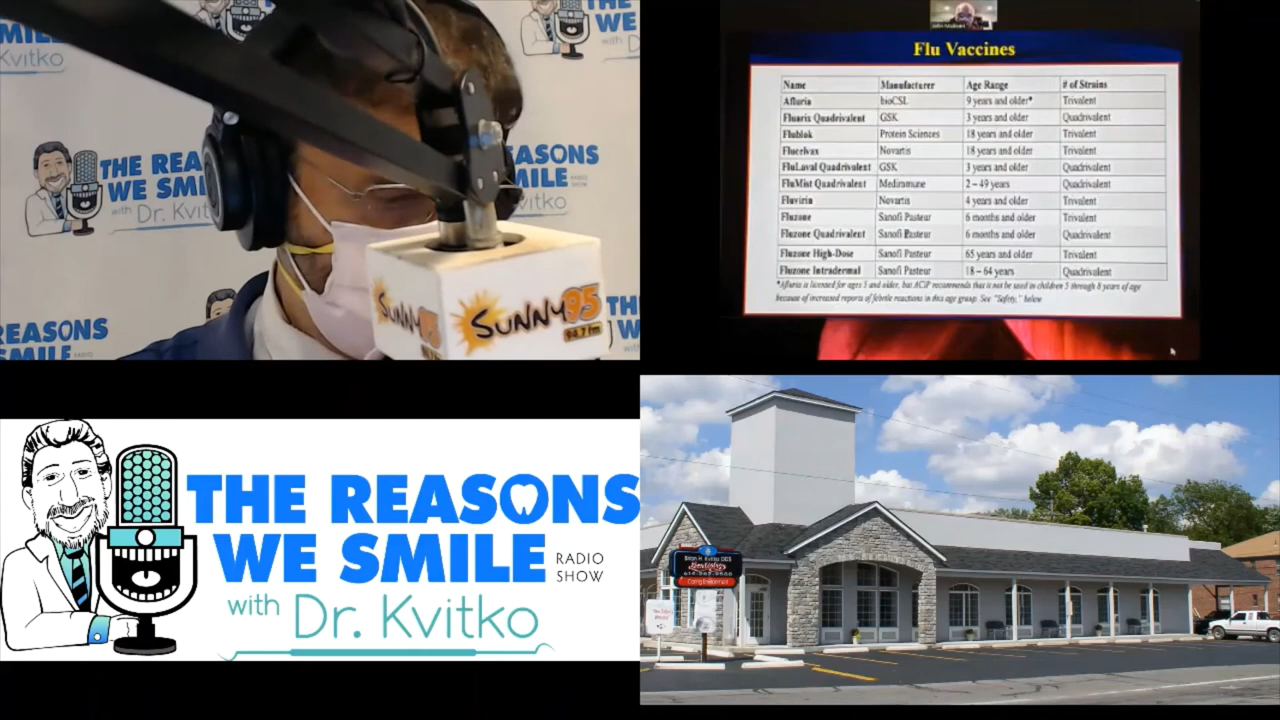 THE REASONS
WE SMILE
RADIO
SHOW
with Dr. Kvitko
SUNNY 95
SUNNY 95
94.7 fm
Flu Vaccines
Name Manufacturer Age Range # of Strains
Afluria bioCSL 9 years and older* Trivalent
Fluarix Quadrivalent GSK 3 years and older Quadrivalent
Flublok Protein Sciences 18 years and older Trivalent
Flucelvax Novartis 18 years and older Trivalent
FluLaval Quadrivalent GSK 3 years and older Quadrivalent
FluMist Quadrivalent MedImmune 2 – 49 years Quadrivalent
Fluvirin Novartis 4 years and older Trivalent
Fluzone Sanofi Pasteur 6 months and older Trivalent
Fluzone Quadrivalent Sanofi Pasteur 6 months and older Quadrivalent
Fluzone High-Dose Sanofi Pasteur 65 years and older Trivalent
Fluzone Intradermal Sanofi Pasteur 18 – 64 years Quadrivalent
*Afluria is licensed for ages 5 and older, but ACIP recommends that it not be used in children 5 through 8 years of age
because of increased reports of febrile reactions in this age group. See "Safety," below
THE REASONS
WE SMILE RADIO
SHOW
with Dr. Kvitko
Dentistry